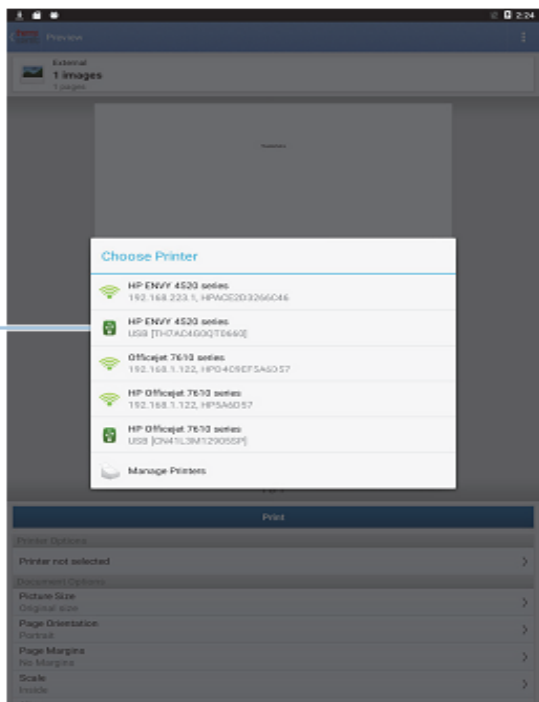 2:24
Preview
External
1 images
1 pages
Choose Printer
HP ENVY 4520 series
192.168.223.1, HPACE2D3266C46
HP ENVY 4520 series
USB [TH7AC4G0QT0660]
Officejet 7610 series
192.168.1.122, HPD4C9EF5A6D57
HP Officejet 7610 series
192.168.1.122, HP5A6D57
HP Officejet 7610 series
USB [CN41L3M12905SP]
Manage Printers
Print
Printer Options
Printer not selected
Document Options
Picture Size
Original size
Page Orientation
Portrait
Page Margins
No Margins
Scale
Inside